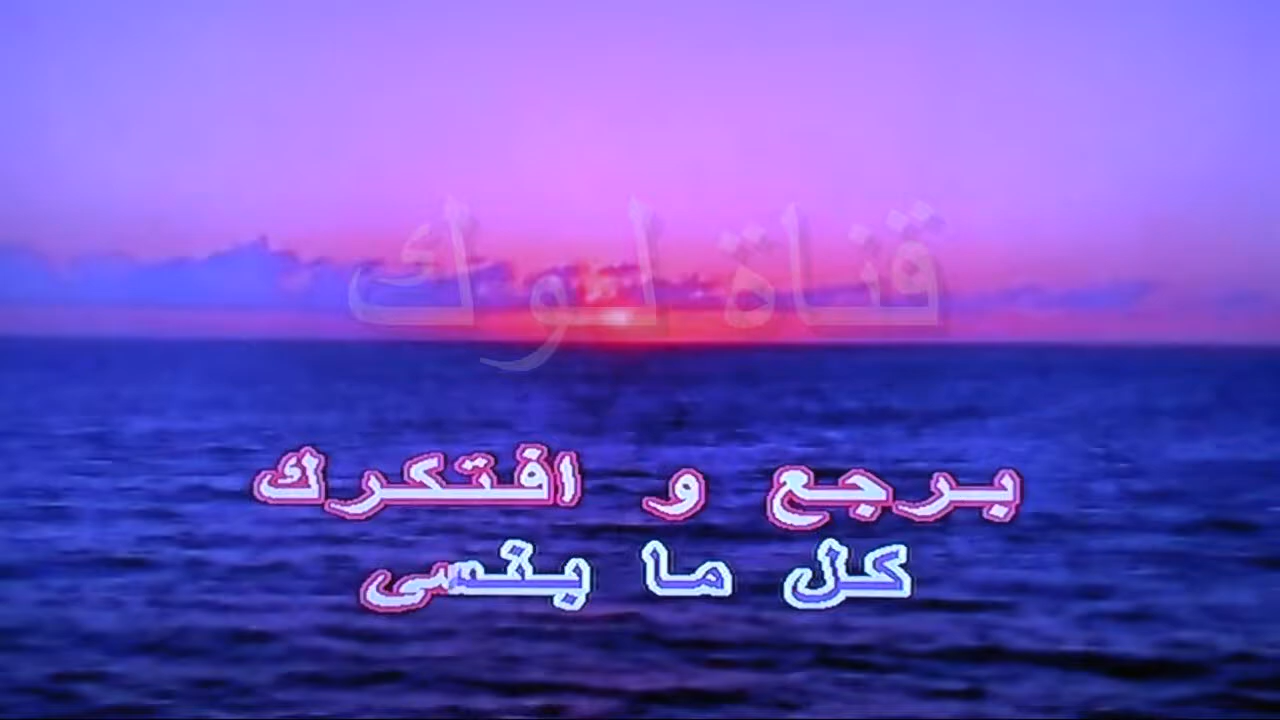 قناة لوك
برجع و افتكرك
كل ما بنسى